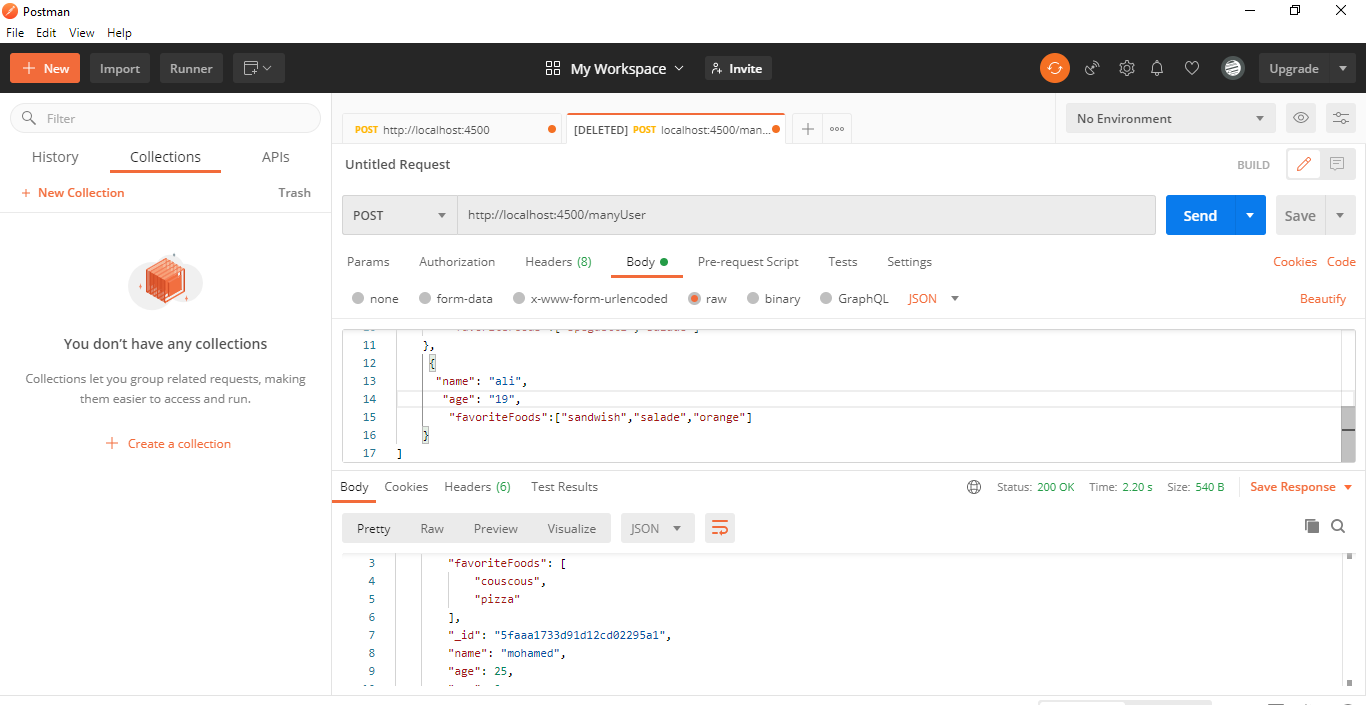 Postman
File Edit View Help
New Import Runner My Workspace Invite Upgrade
Filter
History Collections APIs
New Collection Trash
You don't have any collections
Collections let you group related requests, making
them easier to access and run.
Create a collection
POST http://localhost:4500 [DELETED] POST localhost:4500/man... No Environment
Untitled Request BUILD
POST http://localhost:4500/manyUser Send Save
Params Authorization Headers (8) Body Pre-request Script Tests Settings Cookies Code
none form-data x-www-form-urlencoded raw binary GraphQL JSON Beautify
11 },
12 {
13 "name": "ali",
14 "age": "19",
15 "favoriteFoods":["sandwish","salade","orange"]
16 }
17 ]
Body Cookies Headers (6) Test Results Status: 200 OK Time: 2.20 s Size: 540 B Save Response
Pretty Raw Preview Visualize JSON
3 "favoriteFoods": [
4 "couscous",
5 "pizza"
6 ],
7 "_id": "5faaa1733d91d12cd02295a1",
8 "name": "mohamed",
9 "age": 25,